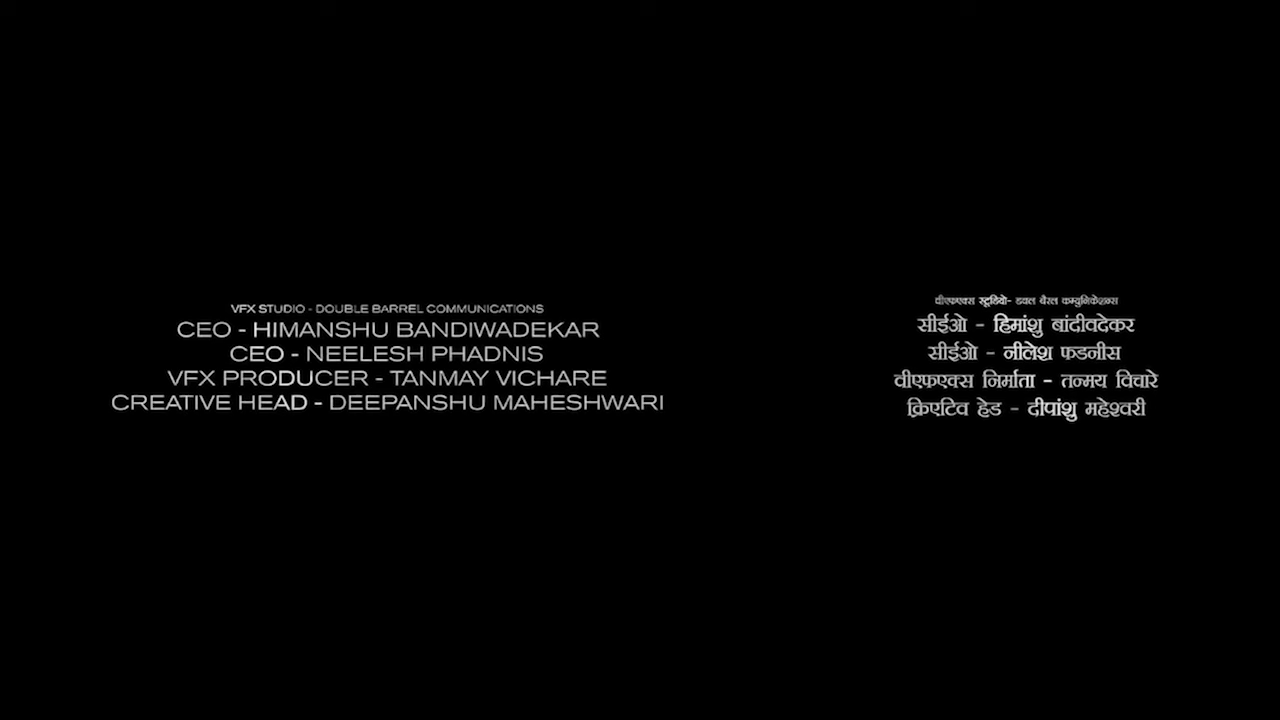 VFX STUDIO - DOUBLE BARREL COMMUNICATIONS
CEO - HIMANSHU BANDIWADEKAR
CEO - NEELESH PHADNIS
VFX PRODUCER - TANMAY VICHARE
CREATIVE HEAD - DEEPANSHU MAHESHWARI
वीएफएक्स स्टूडियो- डबल बैरल कम्युनिकेशन्स
सीईओ - हिमांशु बांदीवदेकर
सीईओ - नीलेश फडनीस
वीएफएक्स निर्माता - तन्मय विचारे
क्रिएटिव हेड - दीपांशु महेश्वरी